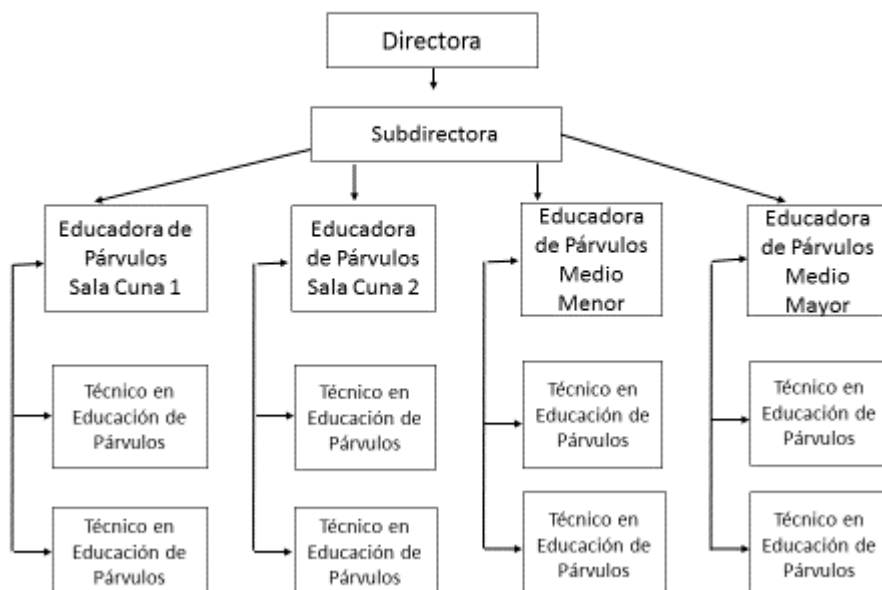 Directora
Subdirectora
Educadora de
Párvulos
Sala Cuna 1
Educadora
de Párvulos
Sala Cuna 2
Educadora
de Párvulos
Medio
Menor
Educadora
de Párvulos
Medio
Mayor
Técnico en
Educación de
Párvulos
Técnico en
Educación de
Párvulos
Técnico en
Educación de
Párvulos
Técnico en
Educación de
Párvulos
Técnico en
Educación de
Párvulos
Técnico en
Educación de
Párvulos
Técnico en
Educación de
Párvulos
Técnico en
Educación de
Párvulos